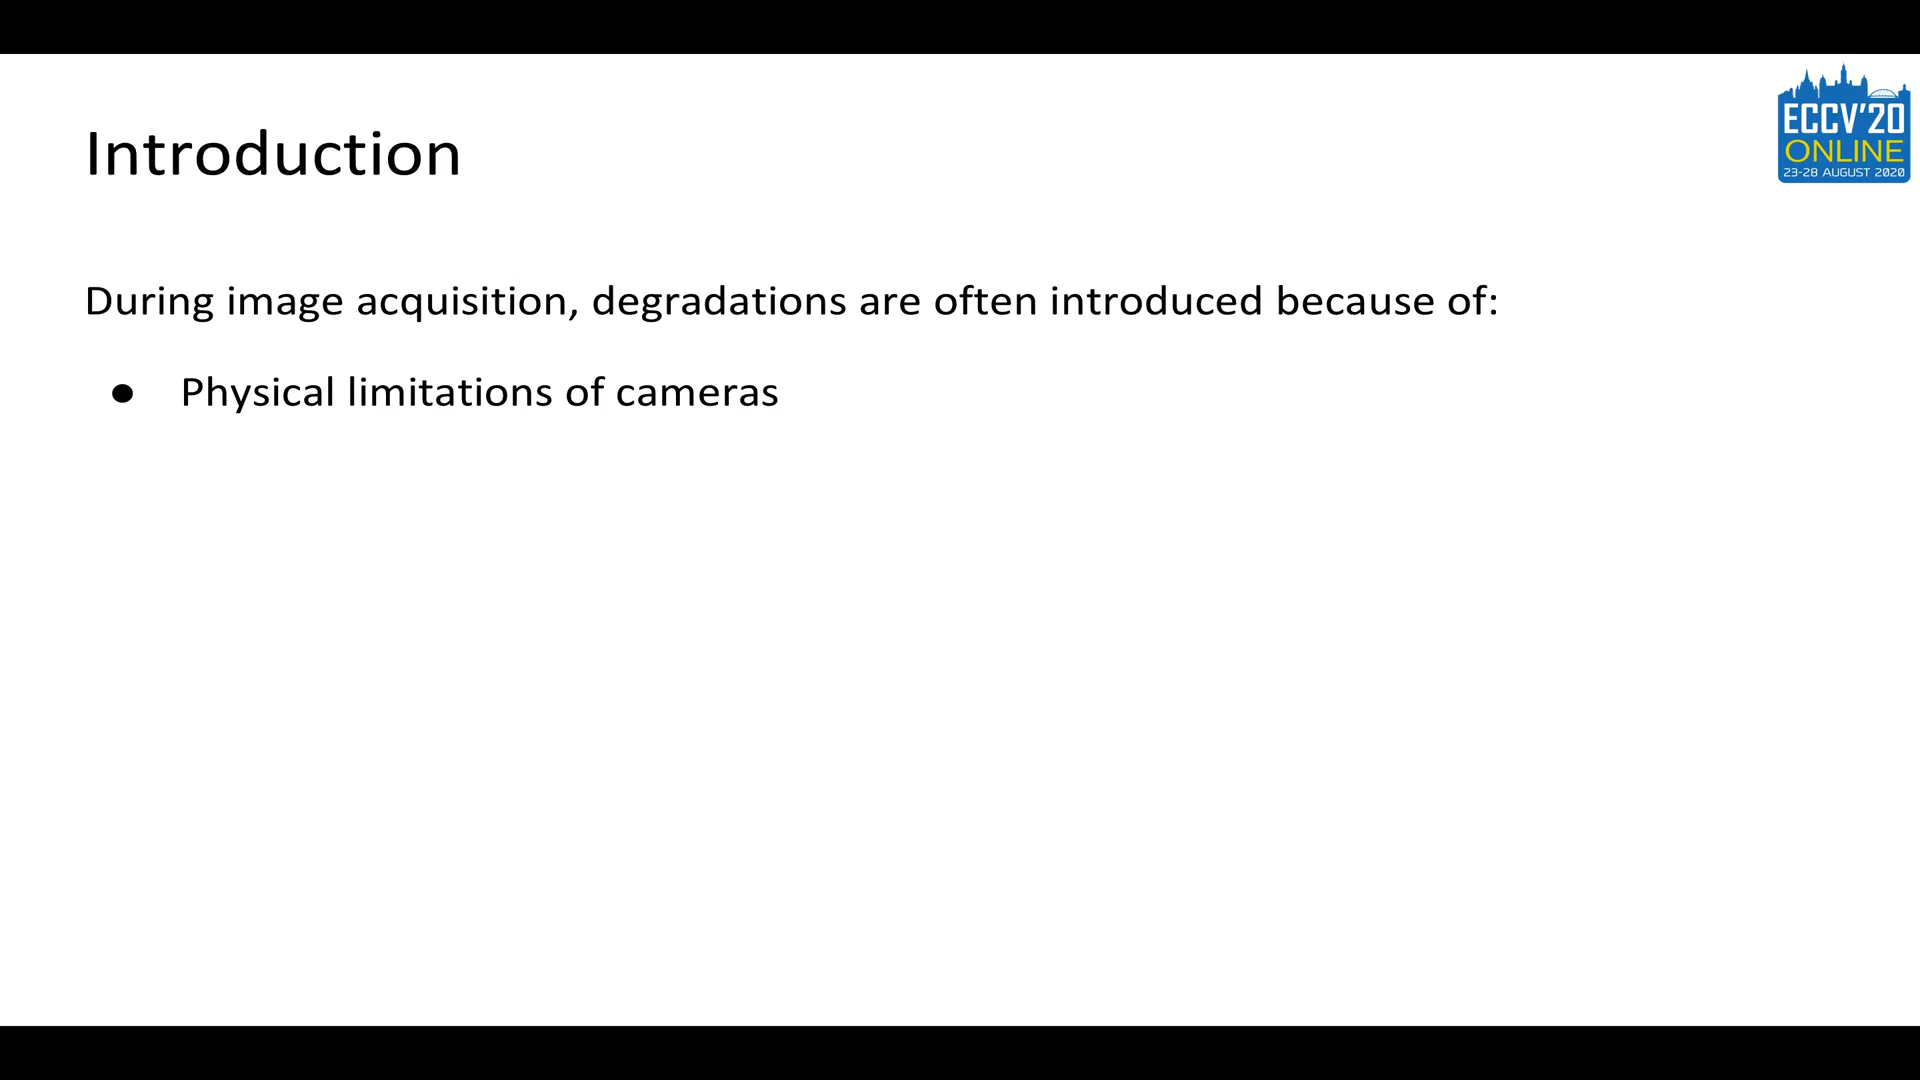 ECCV'20
ONLINE
23-28 AUGUST 2020
Introduction
During image acquisition, degradations are often introduced because of:
● Physical limitations of cameras